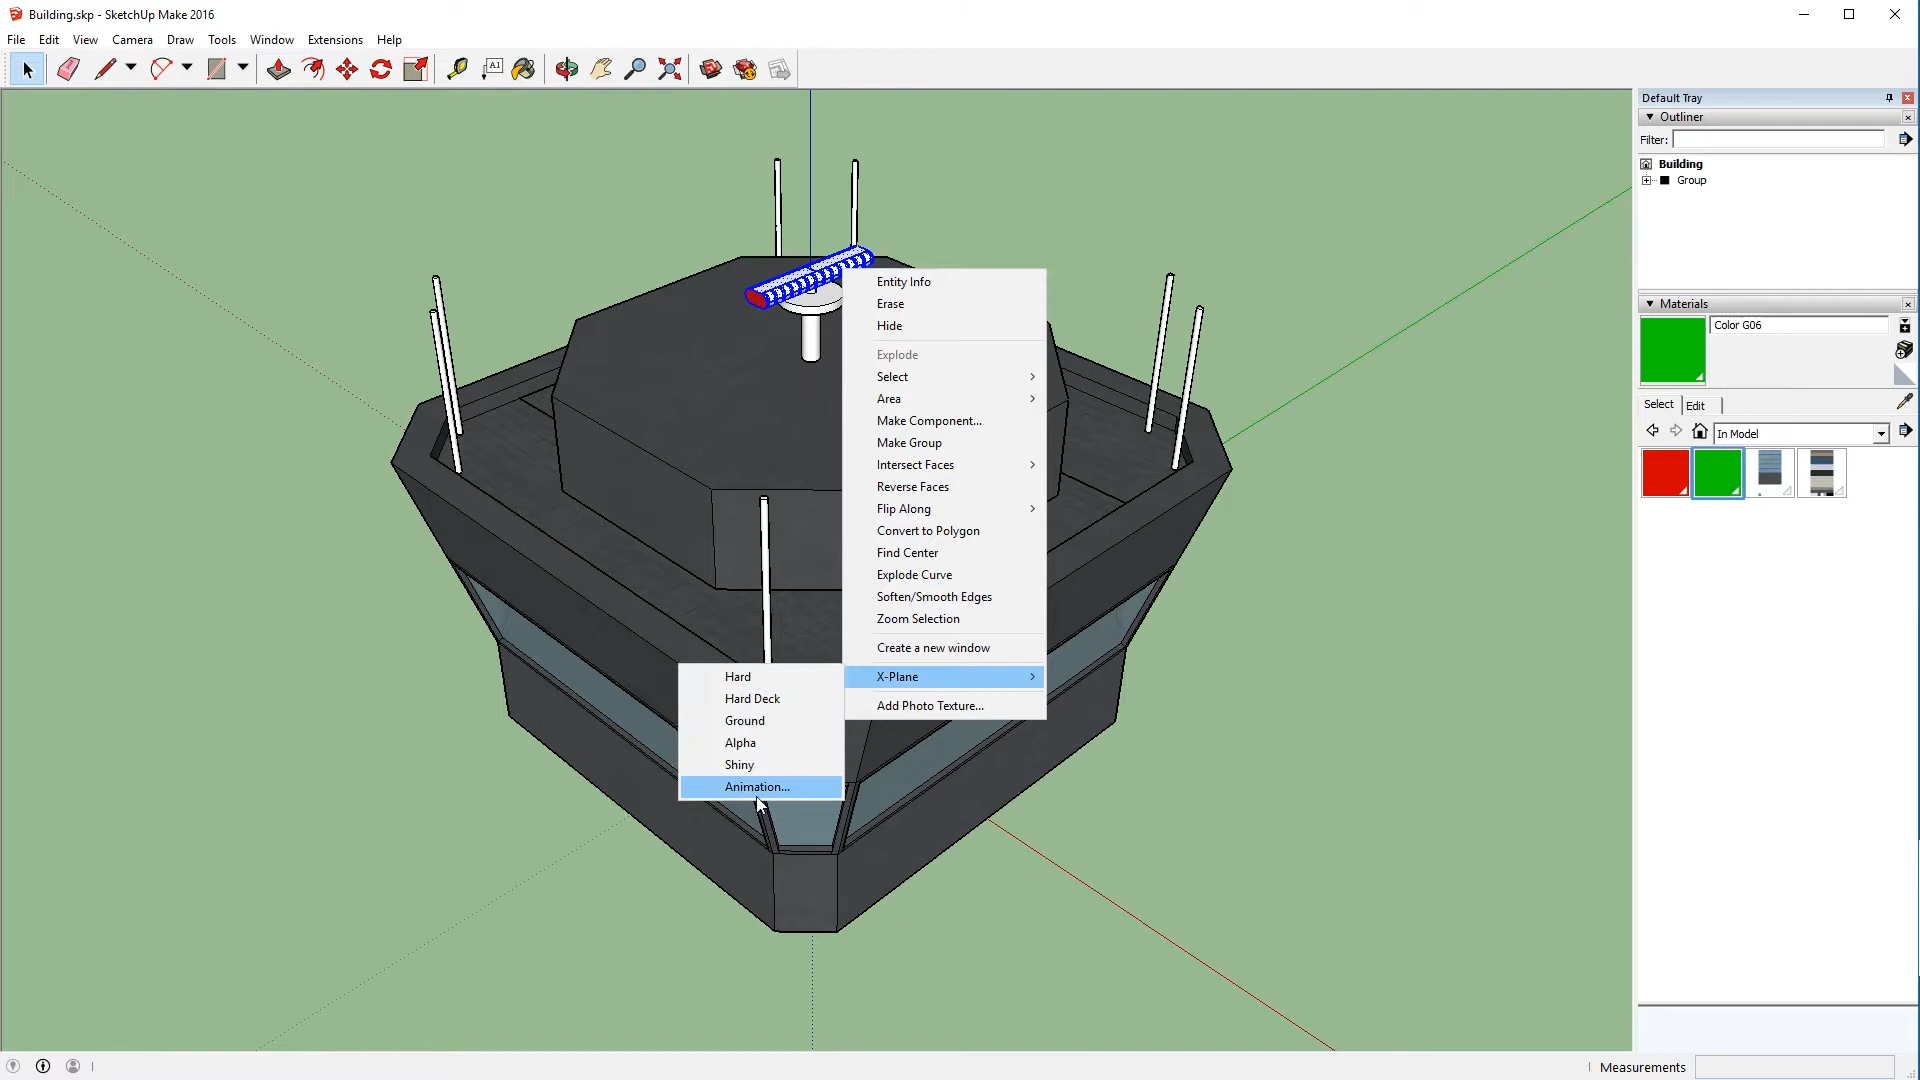 Building.skp - SketchUp Make 2016
File Edit View Camera Draw Tools Window Extensions Help
A1
Default Tray
Outliner
Filter:
Building
Group
Materials
Color G06
Select Edit
In Model
Entity Info
Erase
Hide
Explode
Select
Area
Make Component...
Make Group
Intersect Faces
Reverse Faces
Flip Along
Convert to Polygon
Find Center
Explode Curve
Soften/Smooth Edges
Zoom Selection
Create a new window
X-Plane
Add Photo Texture...
Hard
Hard Deck
Ground
Alpha
Shiny
Animation...
Measurements